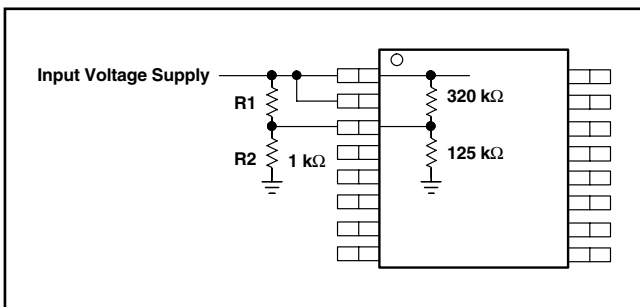 Input Voltage Supply
R1
320 kΩ
R2
1 kΩ
125 kΩ